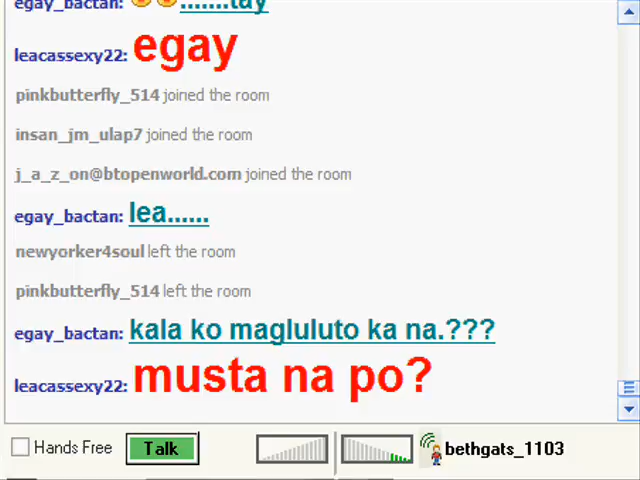 egay_bactan: .......tay
leacassexy22: egay
pinkbutterfly_514 joined the room
insan_jm_ulap7 joined the room
j_a_z_on@btopenworld.com joined the room
egay_bactan: lea......
newyorker4soul left the room
pinkbutterfly_514 left the room
egay_bactan: kala ko magluluto ka na.???
leacassexy22: musta na po?
Hands Free Talk bethgats_1103